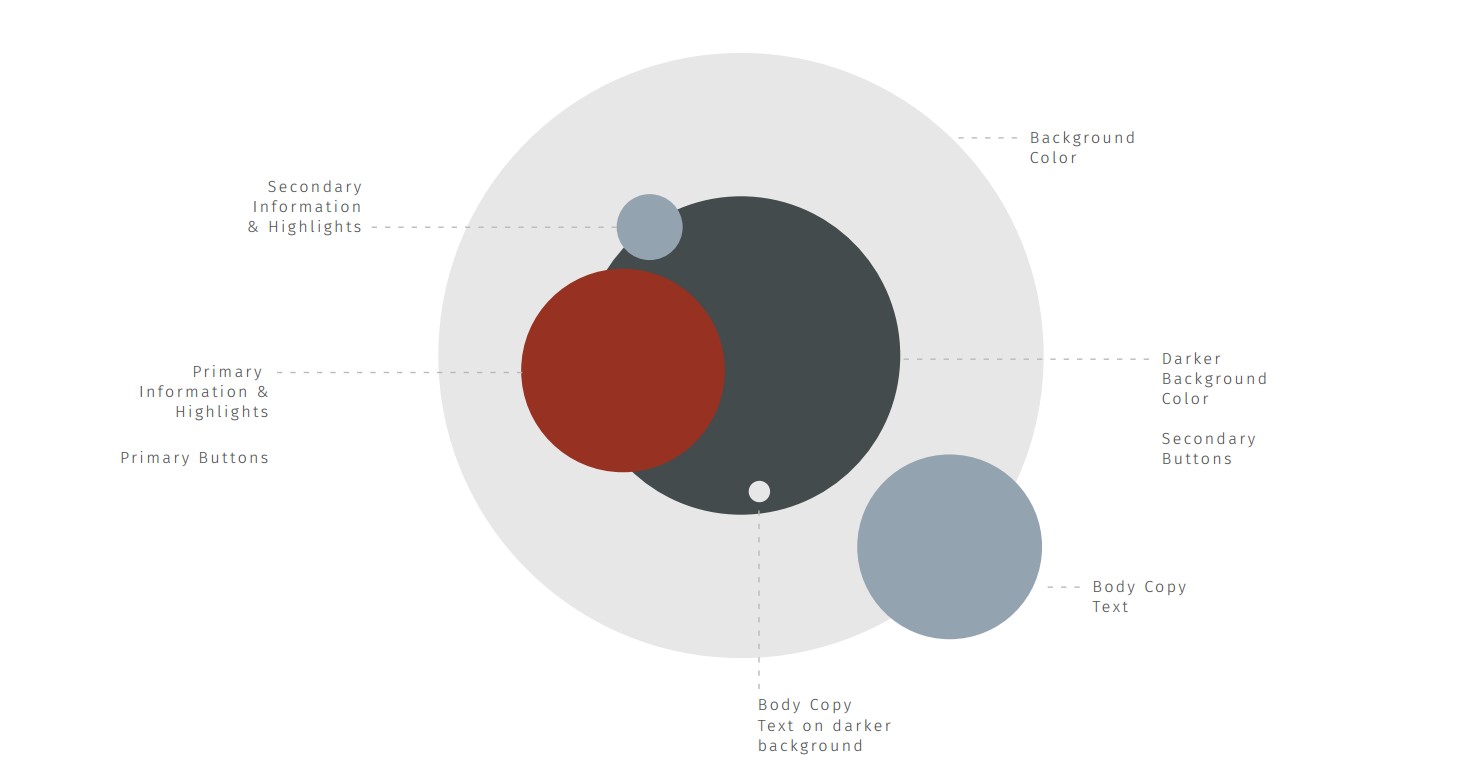 Background
Color
Secondary
Information
& Highlights
Primary
Information &
Highlights
Primary Buttons
Darker
Background
Color
Secondary
Buttons
Body Copy
Text
Body Copy
Text on darker
background